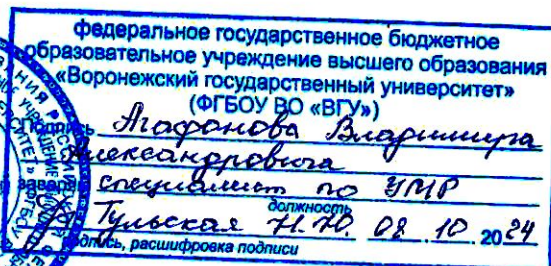 федеральное государственное бюджетное
образовательное учреждение высшего образования
«Воронежский государственный университет»
(ФГБОУ ВО «ВГУ»)
Подпись Агафонова Владимира
Александровича
специалист по УМР
должность
Тульская Н.Ю. 08.10.2024
подпись, расшифровка подписи